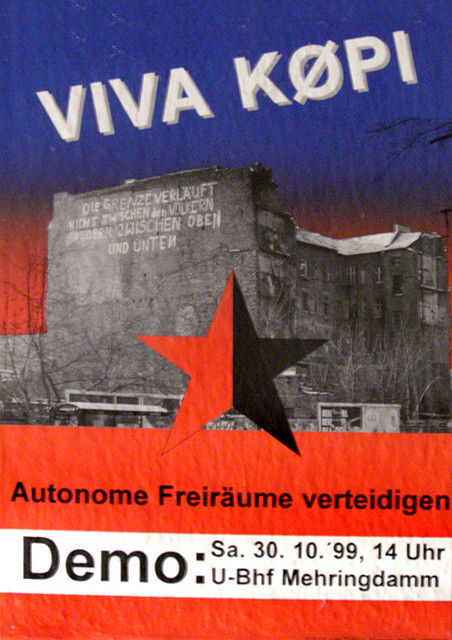 VIVA KØPI
DIE GRENZE VERLÄUFT
NICHT ZWISCHEN den VÖLKERN
SONDERN ZWISCHEN OBEN
UND UNTEN
Autonome Freiräume verteidigen
Demo:
Sa. 30. 10.´99, 14 Uhr
U-Bhf Mehringdamm